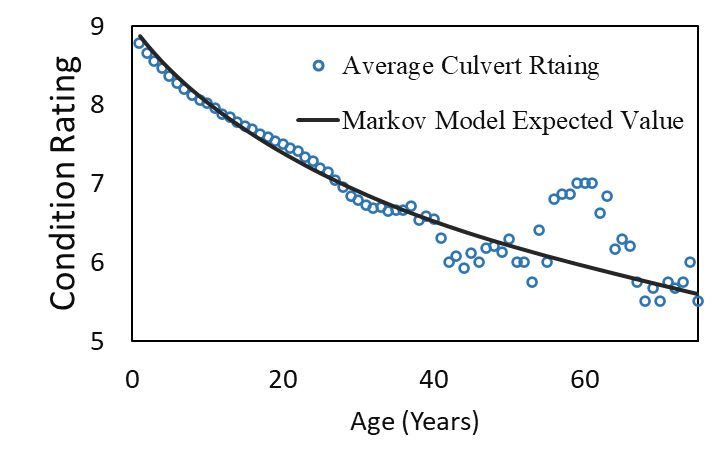 9
8
7
6
5
Condition Rating
Average Culvert Rtaing
Markov Model Expected Value
0 20 40 60
Age (Years)